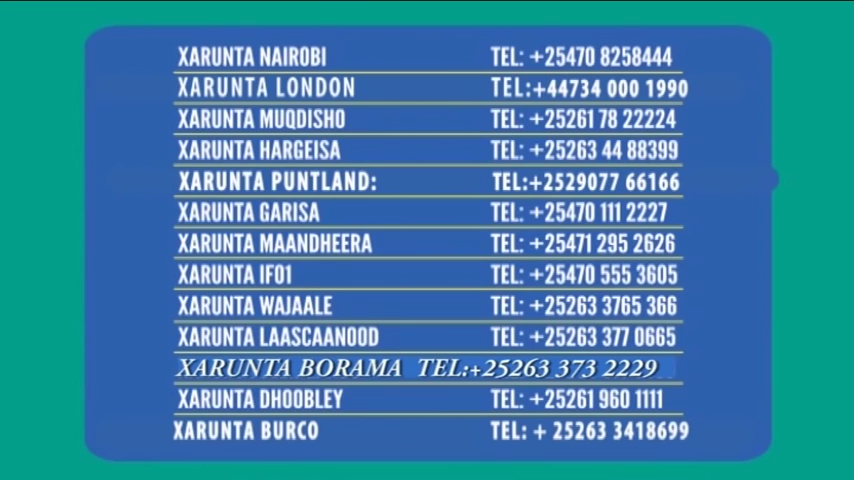 XARUNTA NAIROBI TEL: +25470 8258444
XARUNTA LONDON TEL:+44734 000 1990
XARUNTA MUQDISHO TEL: +25261 78 22224
XARUNTA HARGEISA TEL: +25263 44 88399
XARUNTA PUNTLAND: TEL:+2529077 66166
XARUNTA GARISA TEL: +25470 111 2227
XARUNTA MAANDHEERA TEL: +25471 295 2626
XARUNTA IFO1 TEL: +25470 555 3605
XARUNTA WAJAALE TEL: +25263 3765 366
XARUNTA LAASCAANOOD TEL: +25263 377 0665
XARUNTA BORAMA TEL:+25263 373 2229
XARUNTA DHOOBLEY TEL: +25261 960 1111
XARUNTA BURCO TEL: + 25263 3418699